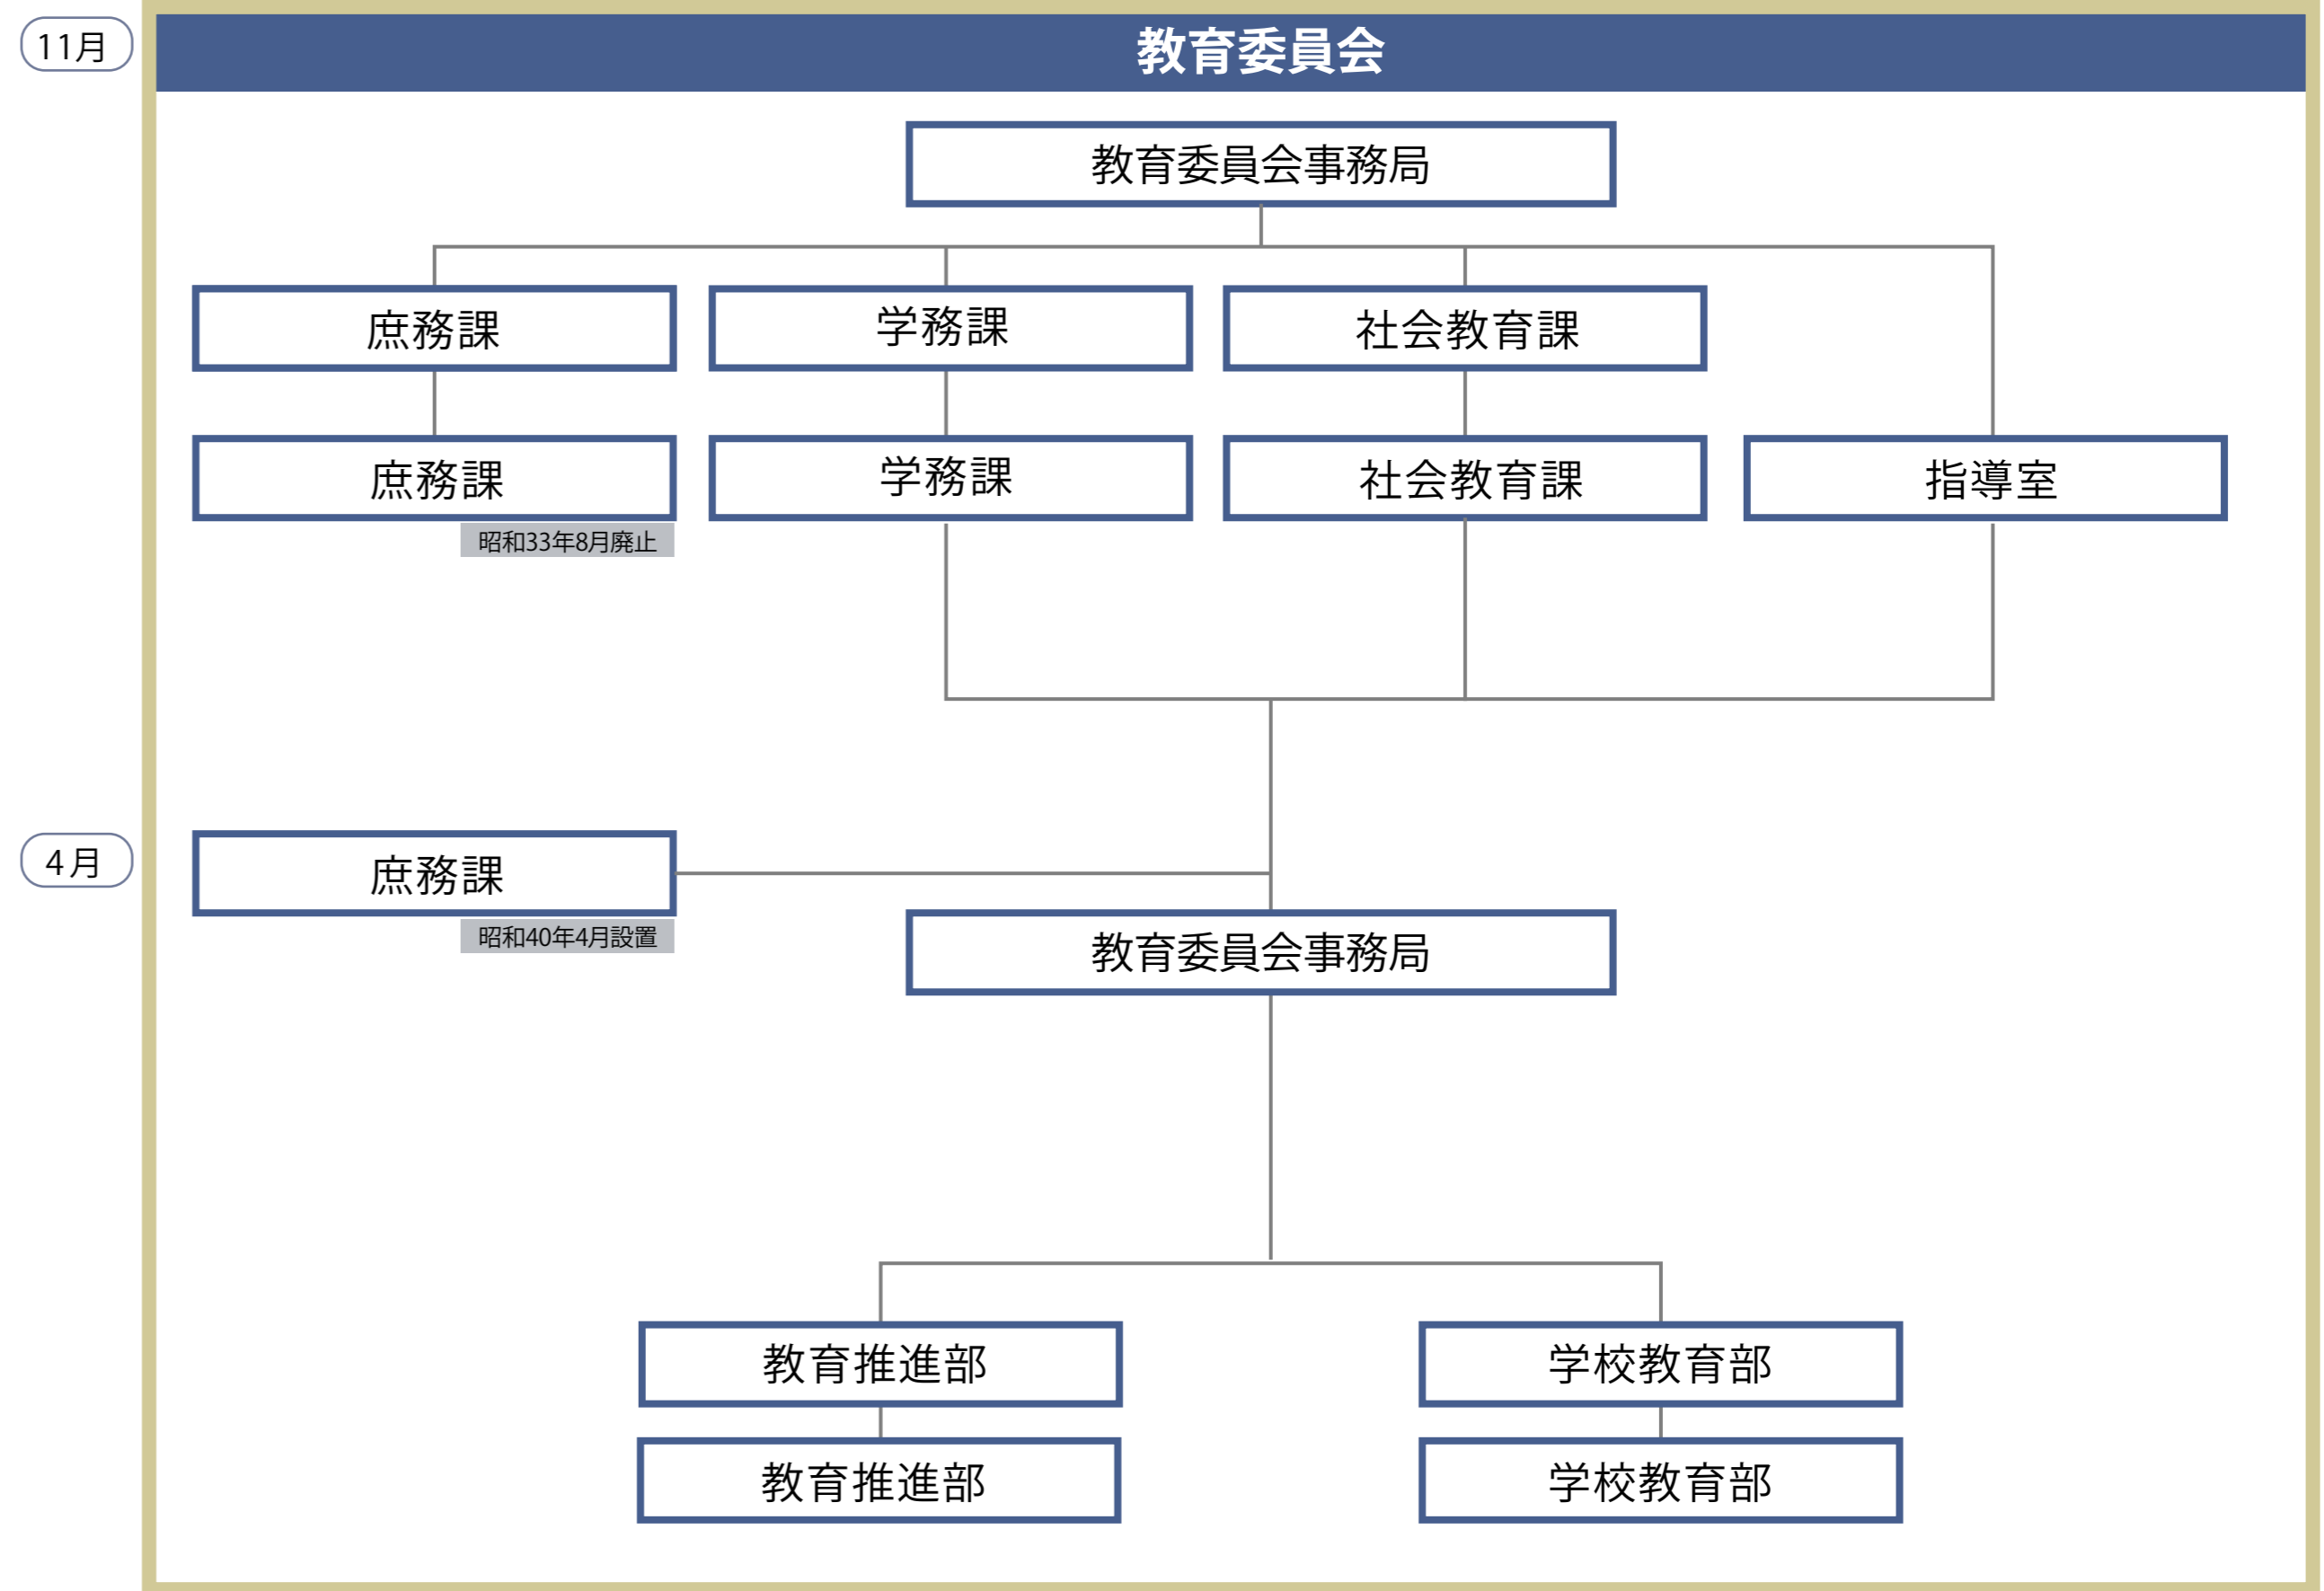 11月
教育委員会
教育委員会事務局
庶務課
学務課
社会教育課
庶務課
学務課
社会教育課
指導室
昭和33年8月廃止
4月
庶務課
昭和40年4月設置
教育委員会事務局
教育推進部
学校教育部
教育推進部
学校教育部